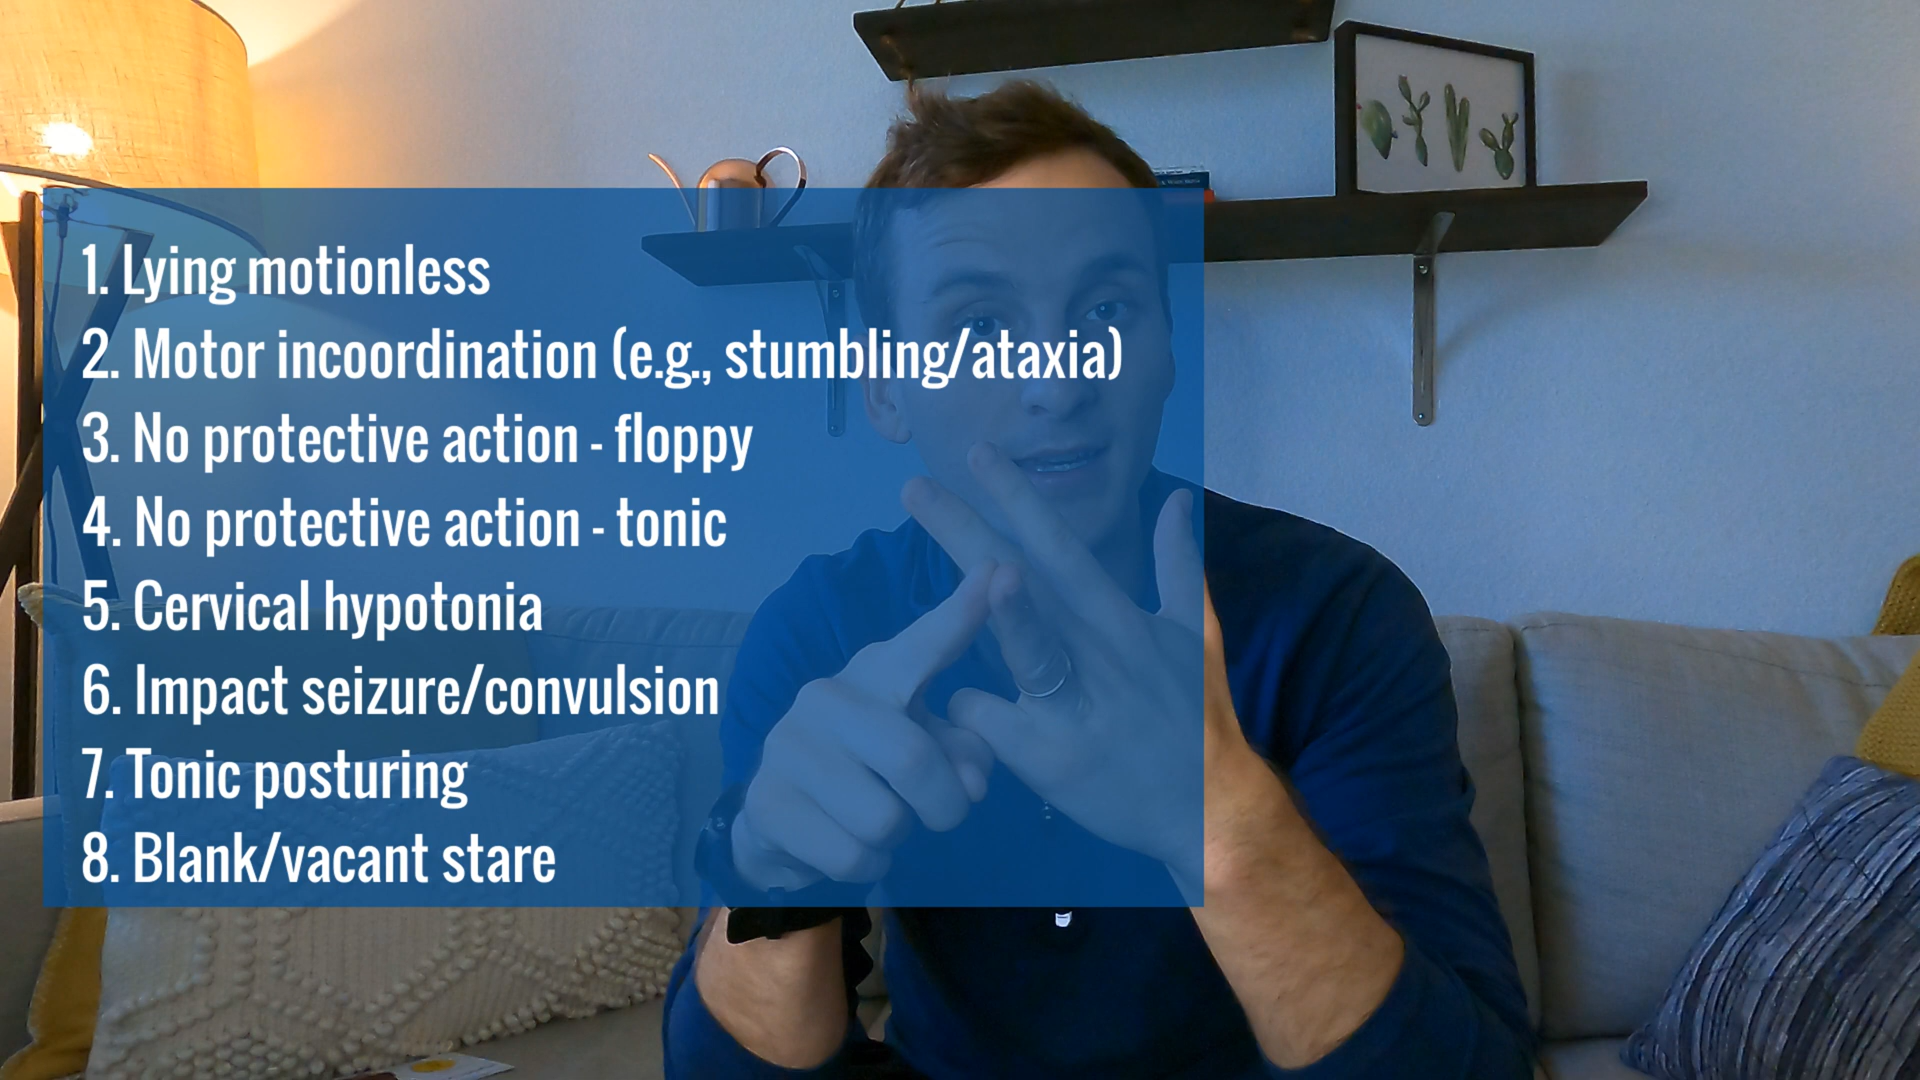 1. Lying motionless
2. Motor incoordination (e.g., stumbling/ataxia)
3. No protective action - floppy
4. No protective action - tonic
5. Cervical hypotonia
6. Impact seizure/convulsion
7. Tonic posturing
8. Blank/vacant stare